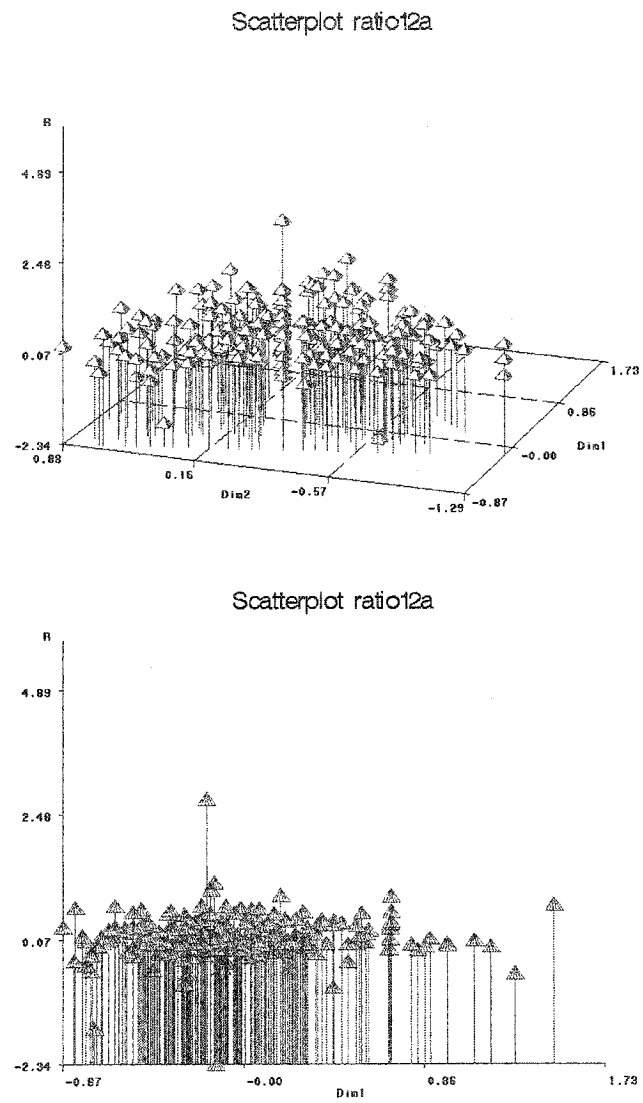 Scatterplot ratio12a
R
4.89
2.48
0.07
-2.34
0.88
0.16
Dim2
-0.57
-1.29
-0.87
-0.00
Dim1
0.86
1.73
Scatterplot ratio12a
R
4.89
2.48
0.07
-2.34
-0.87
-0.00
Dim1
0.86
1.73